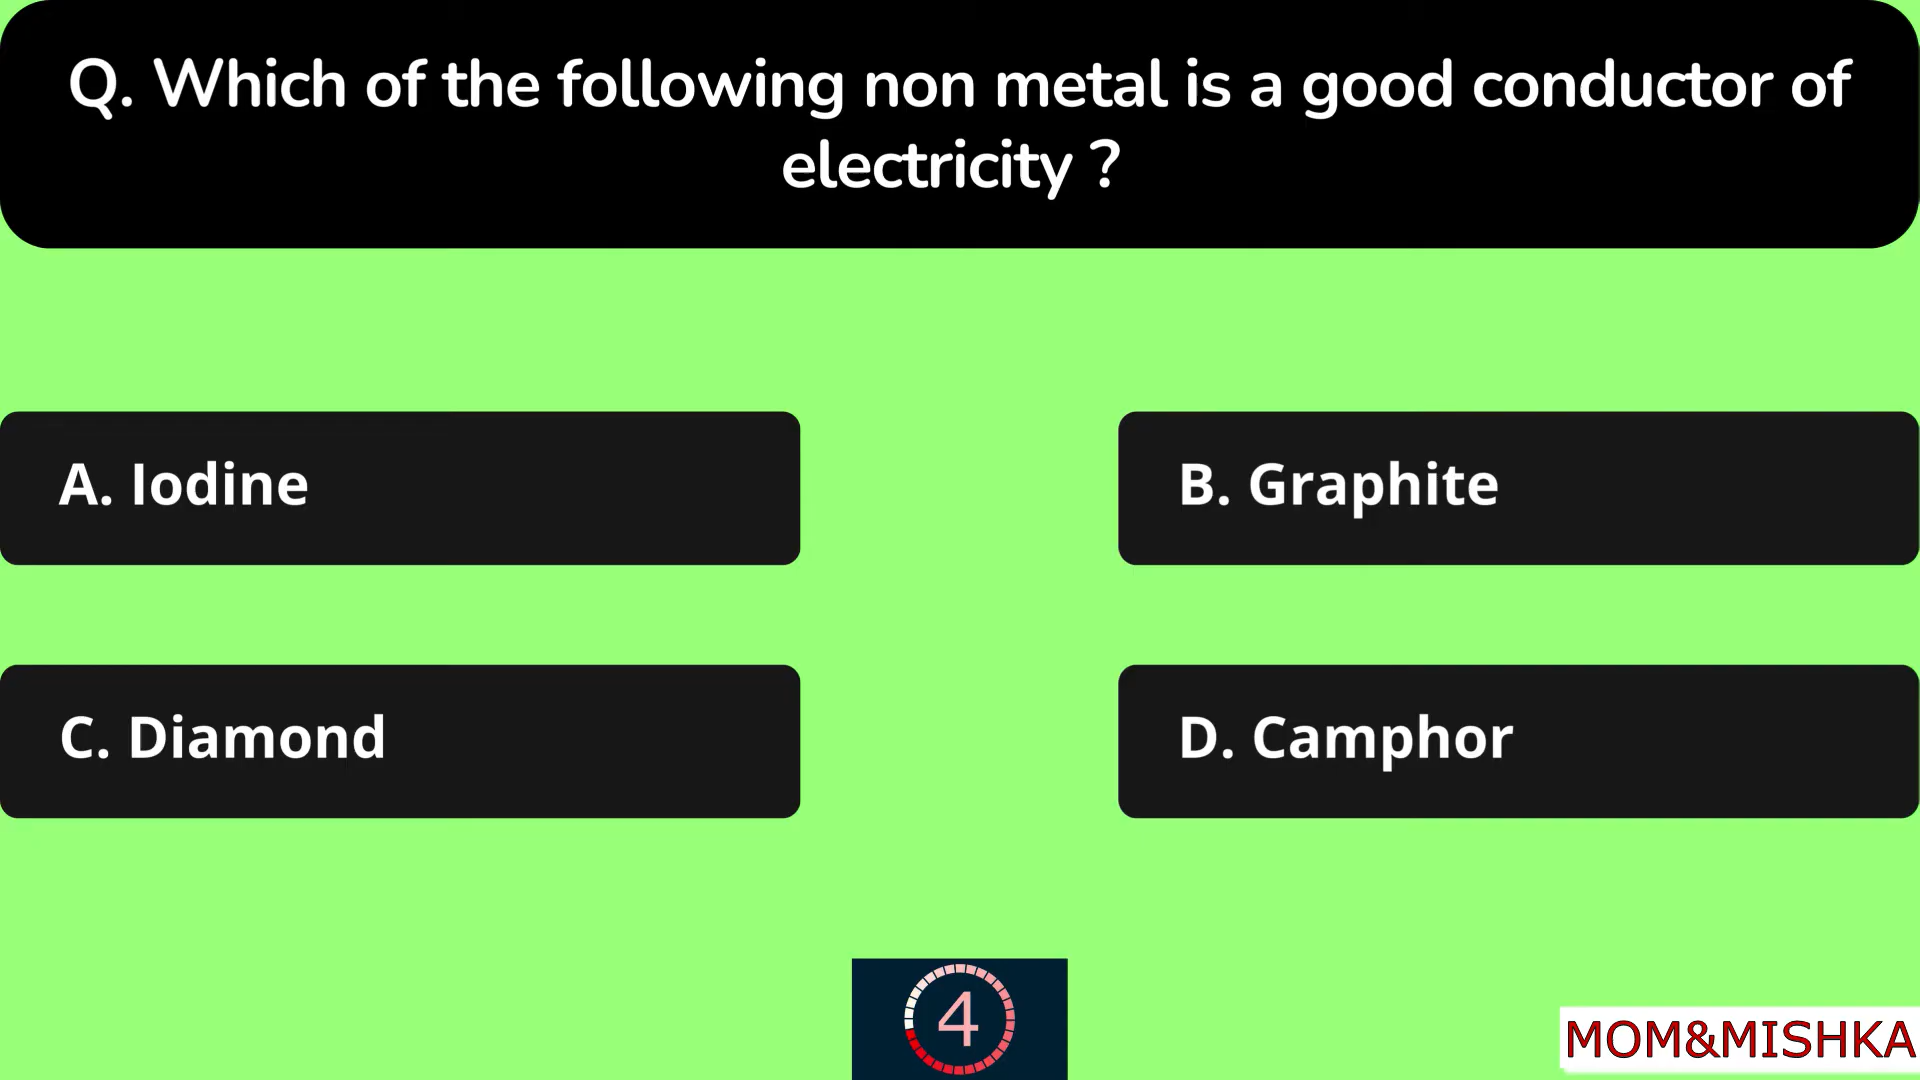 Q. Which of the following non metal is a good conductor of
electricity ?
A. Iodine
B. Graphite
C. Diamond
D. Camphor
4
MOM&MISHKA